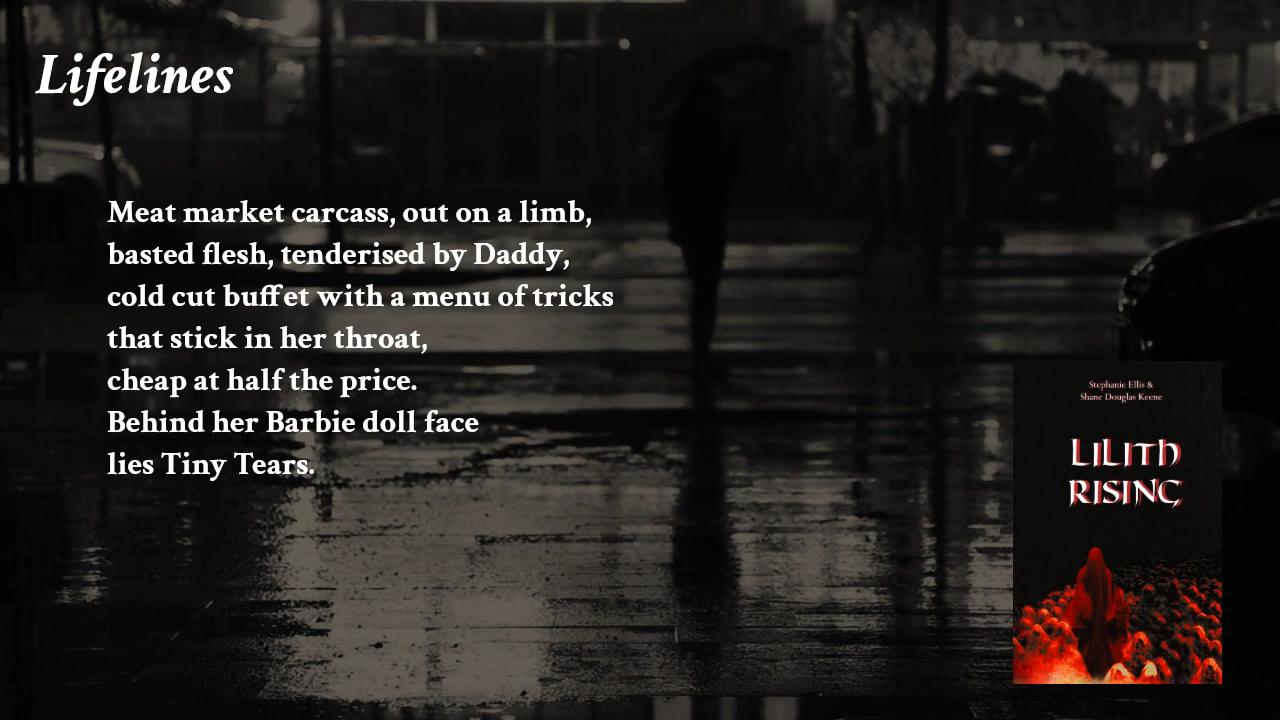 Lifelines
Meat market carcass, out on a limb,
basted flesh, tenderised by Daddy,
cold cut buffet with a menu of tricks
that stick in her throat,
cheap at half the price.
Behind her Barbie doll face
lies Tiny Tears.
Stephanie Ellis &
Shane Douglas Keene
LILITH
RISING